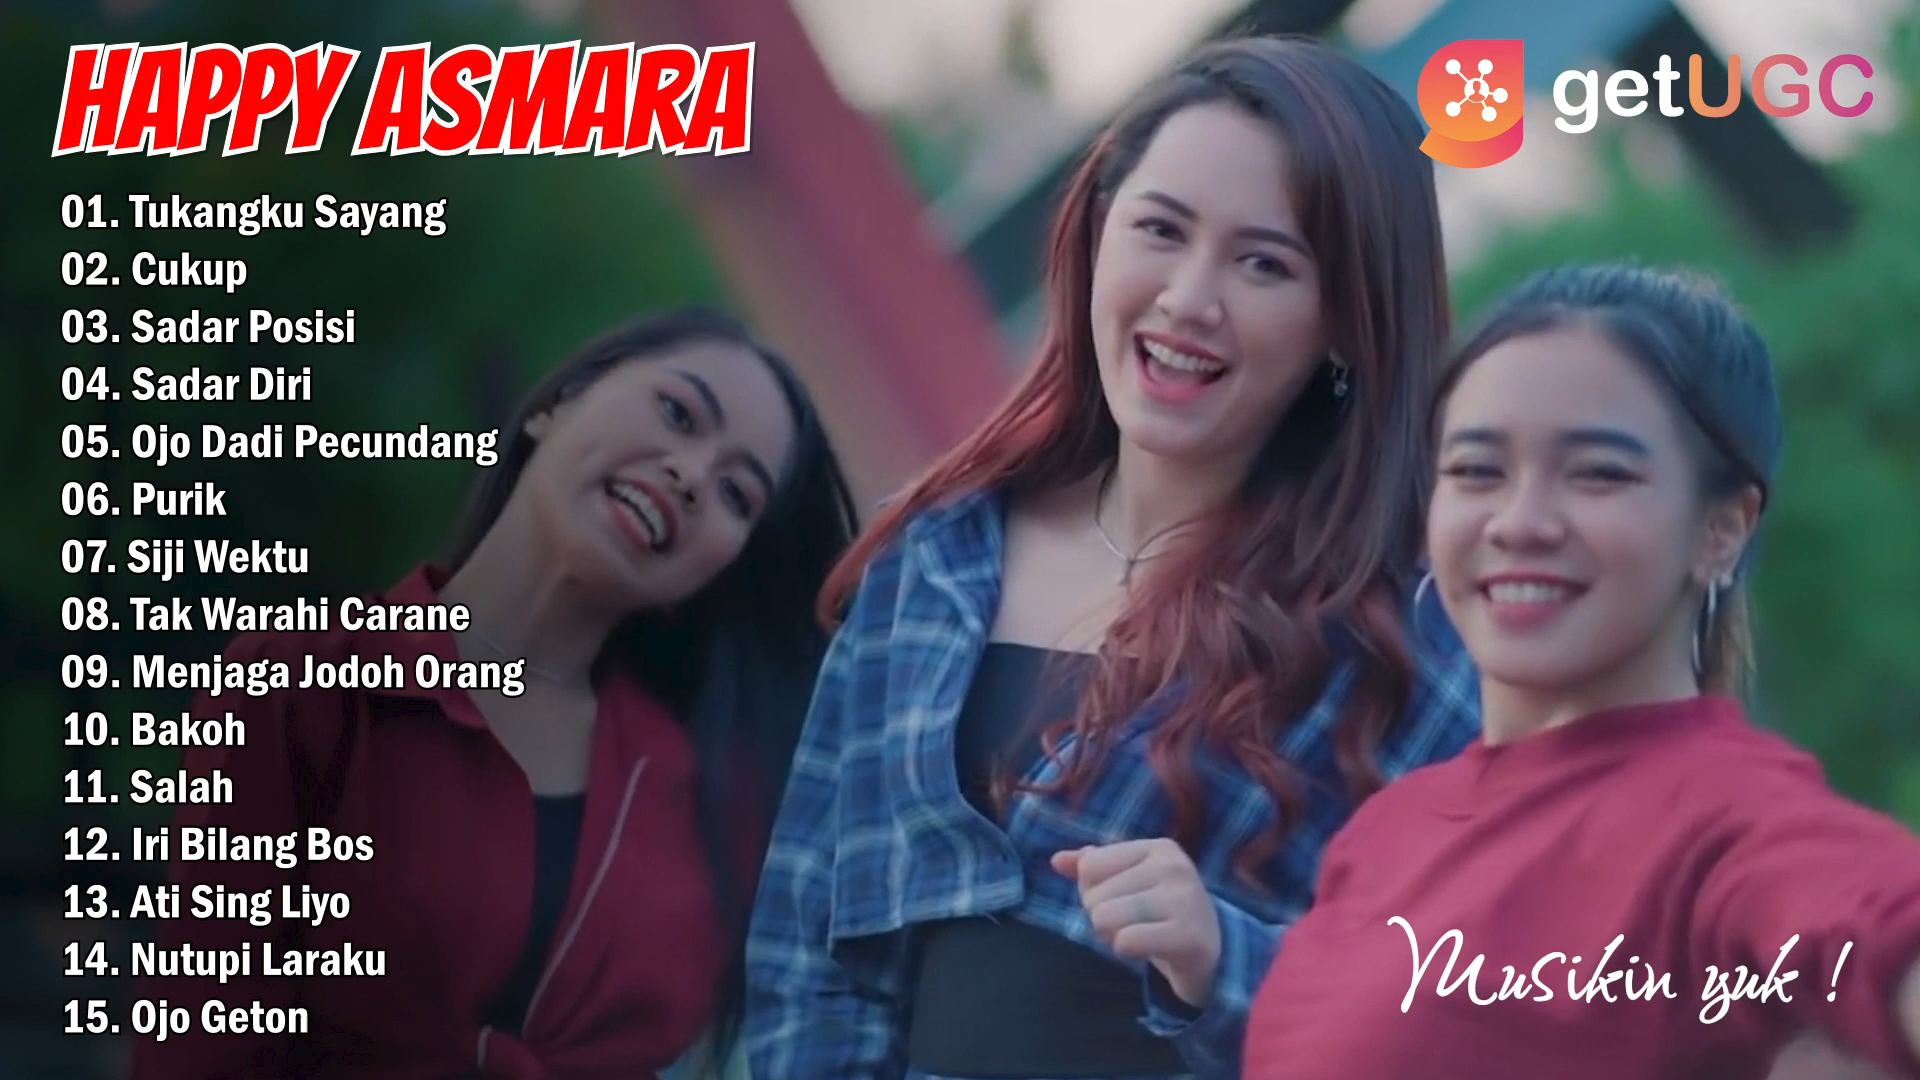 HAPPY ASMARA
getUGC
01. Tukangku Sayang
02. Cukup
03. Sadar Posisi
04. Sadar Diri
05. Ojo Dadi Pecundang
06. Purik
07. Siji Wektu
08. Tak Warahi Carane
09. Menjaga Jodoh Orang
10. Bakoh
11. Salah
12. Iri Bilang Bos
13. Ati Sing Liyo
14. Nutupi Laraku
15. Ojo Geton
Musikin yuk !